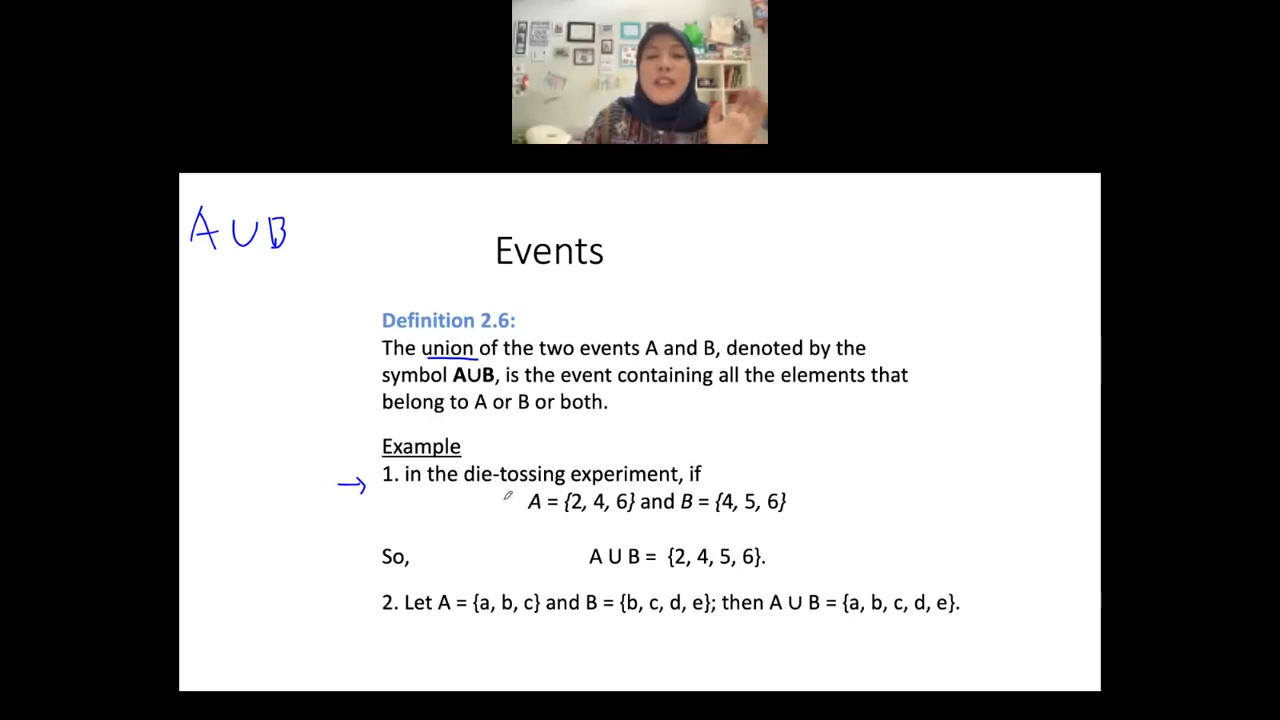 A ∪ B
Events
Definition 2.6:
The union of the two events A and B, denoted by the
symbol A∪B, is the event containing all the elements that
belong to A or B or both.
Example
1. in the die-tossing experiment, if
A = {2, 4, 6} and B = {4, 5, 6}
So, A U B = {2, 4, 5, 6}.
2. Let A = {a, b, c} and B = {b, c, d, e}; then A ∪ B = {a, b, c, d, e}.